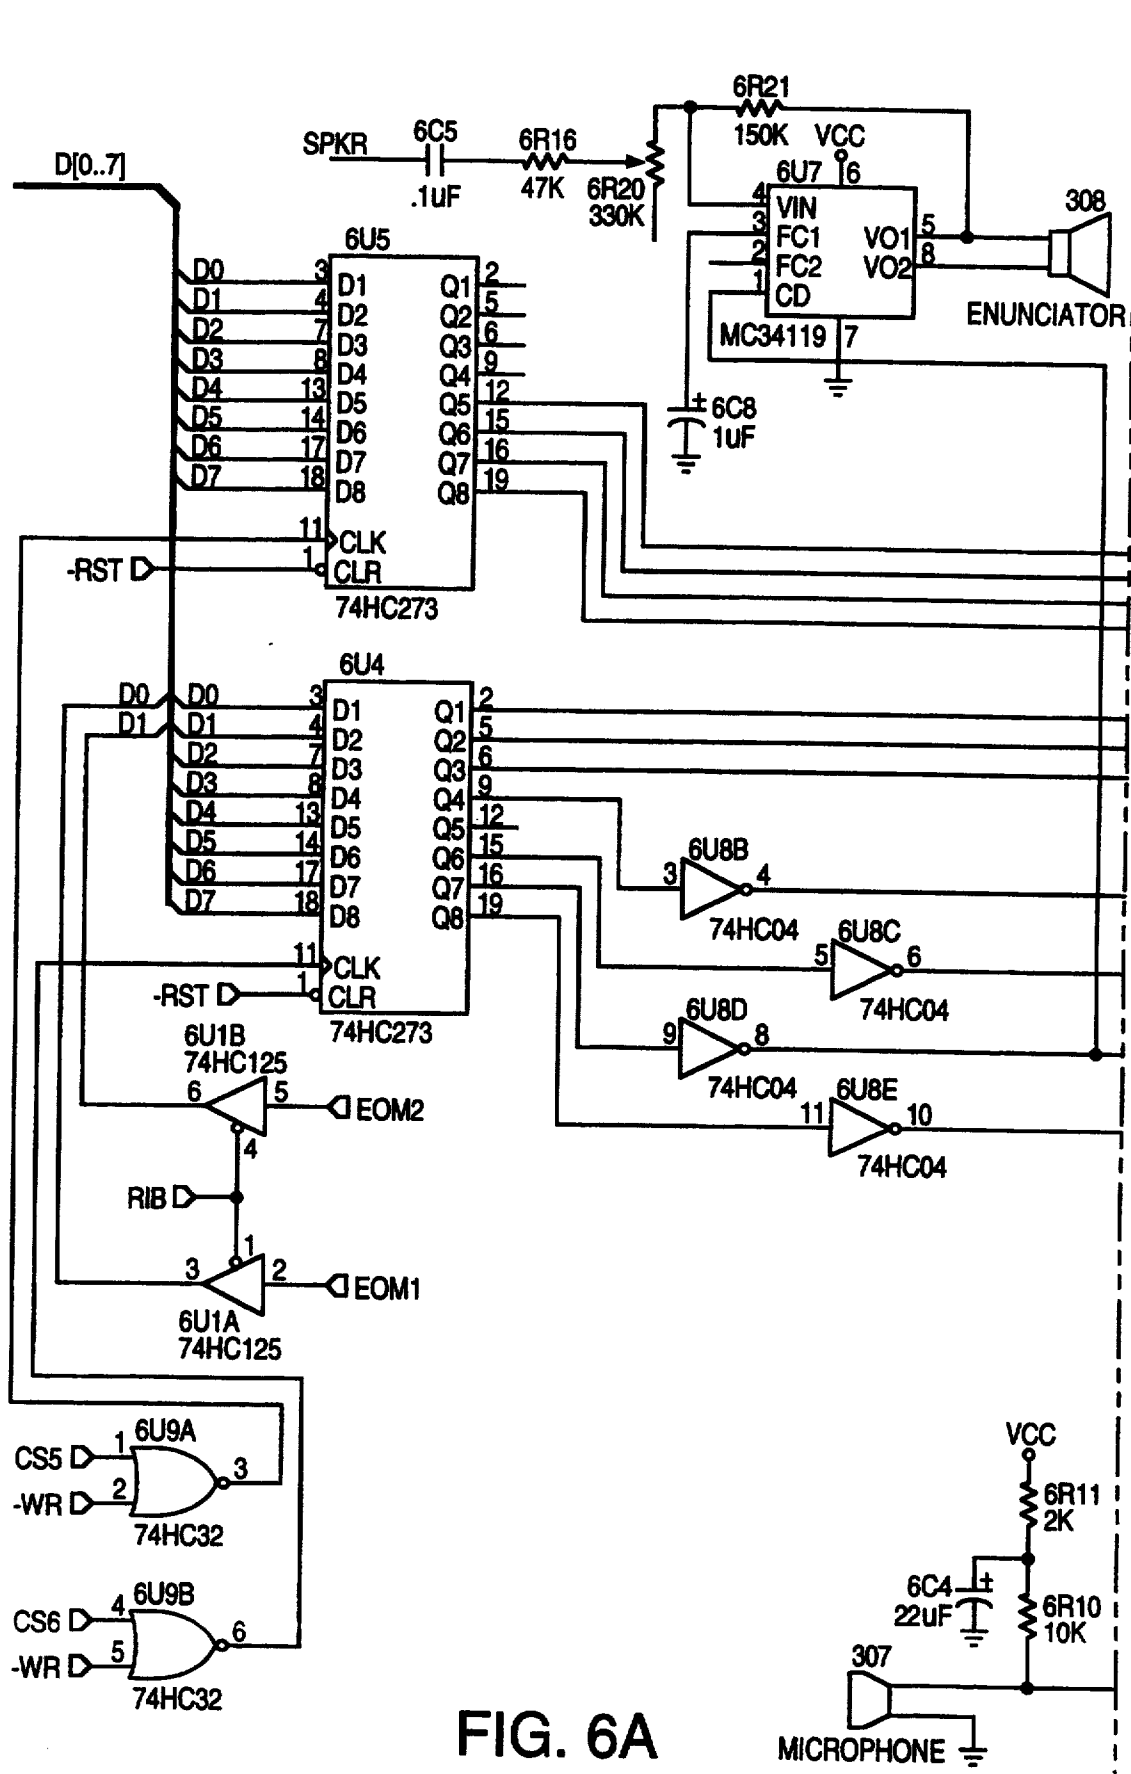 6R21
150K
VCC
SPKR
6C5
.1uF
6R16
47K
6R20
330K
6U7
6
D[0..7]
4 VIN
3 FC1
2 FC2
1 CD
VO1 5
VO2 8
308
ENUNCIATOR
MC34119
7
6C8
1uF
+
6U5
D0 3 D1 Q1 2
D1 4 D2 Q2 5
D2 7 D3 Q3 6
D3 8 D4 Q4 9
D4 13 D5 Q5 12
D5 14 D6 Q6 15
D6 17 D7 Q7 16
D7 18 D8 Q8 19
11 CLK
-RST 1 CLR
74HC273
6U4
D0 D0 3 D1 Q1 2
D1 D1 4 D2 Q2 5
D2 7 D3 Q3 6
D3 8 D4 Q4 9
D4 13 D5 Q5 12
D5 14 D6 Q6 15
D6 17 D7 Q7 16
D7 18 D8 Q8 19
11 CLK
-RST 1 CLR
74HC273
6U8B
3 4
74HC04
6U8C
5 6
74HC04
6U8D
9 8
74HC04
6U8E
11 10
74HC04
6U1B
74HC125
6 5 EOM2
4
RIB
1
3 2 EOM1
6U1A
74HC125
6U9A
CS5 1
3
-WR 2
74HC32
6U9B
CS6 4
6
-WR 5
74HC32
VCC
6R11
2K
6C4
22uF
+
6R10
10K
307
MICROPHONE
FIG. 6A